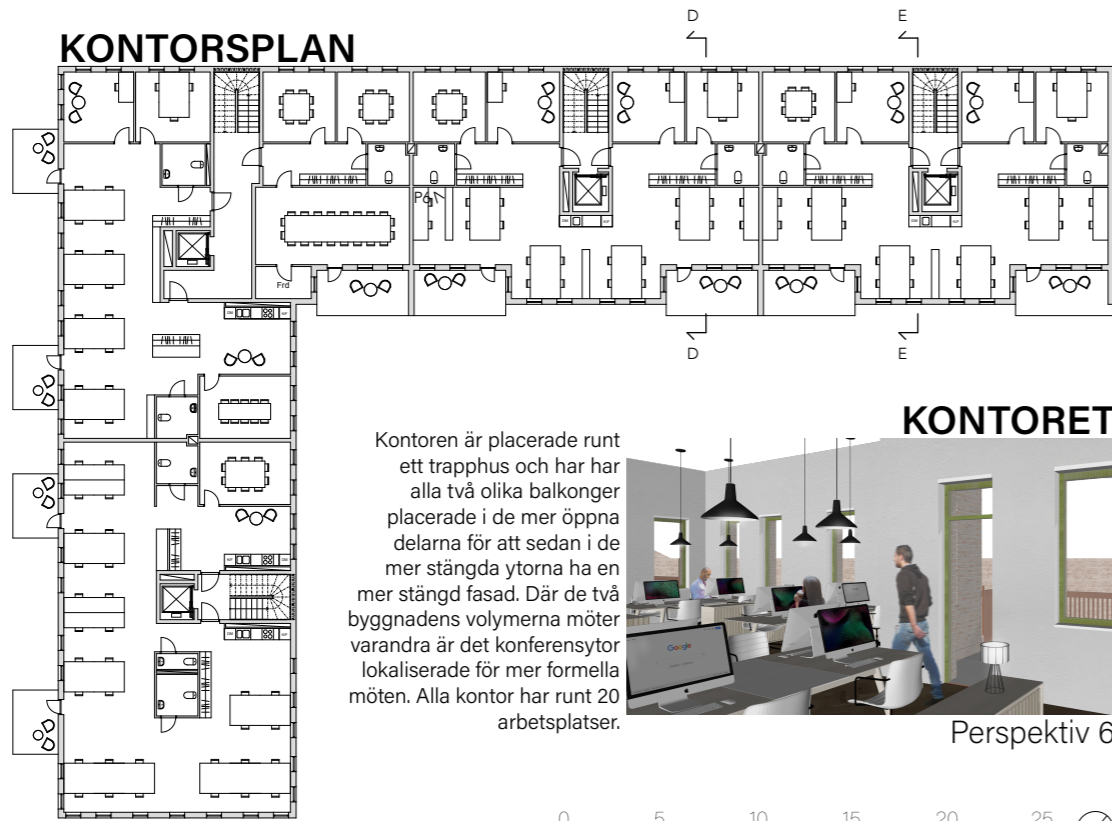 D
E
KONTORSPLAN
P6
Frd
D
E
KONTORET
Kontoren är placerade runt
ett trapphus och har har
alla två olika balkonger
placerade i de mer öppna
delarna för att sedan i de
mer stängda ytorna ha en
mer stängd fasad. Där de två
byggnadens volymerna möter
varandra är det konferensytor
lokaliserade för mer formella
möten. Alla kontor har runt 20
arbetsplatser.
Google
Perspektiv 6
0 5 10 15 20 25